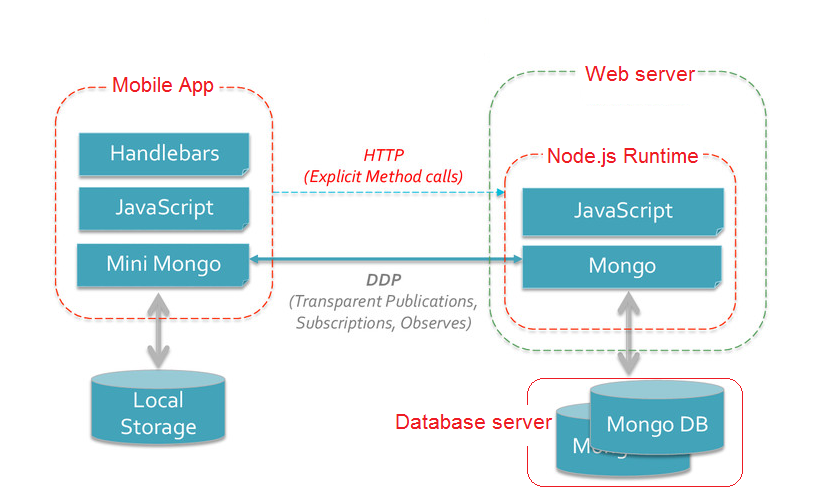 Mobile App
Handlebars
JavaScript
Mini Mongo
Local
Storage
HTTP
(Explicit Method calls)
DDP
(Transparent Publications,
Subscriptions, Observes)
Web server
Node.js Runtime
JavaScript
Mongo
Database server
Mongo DB